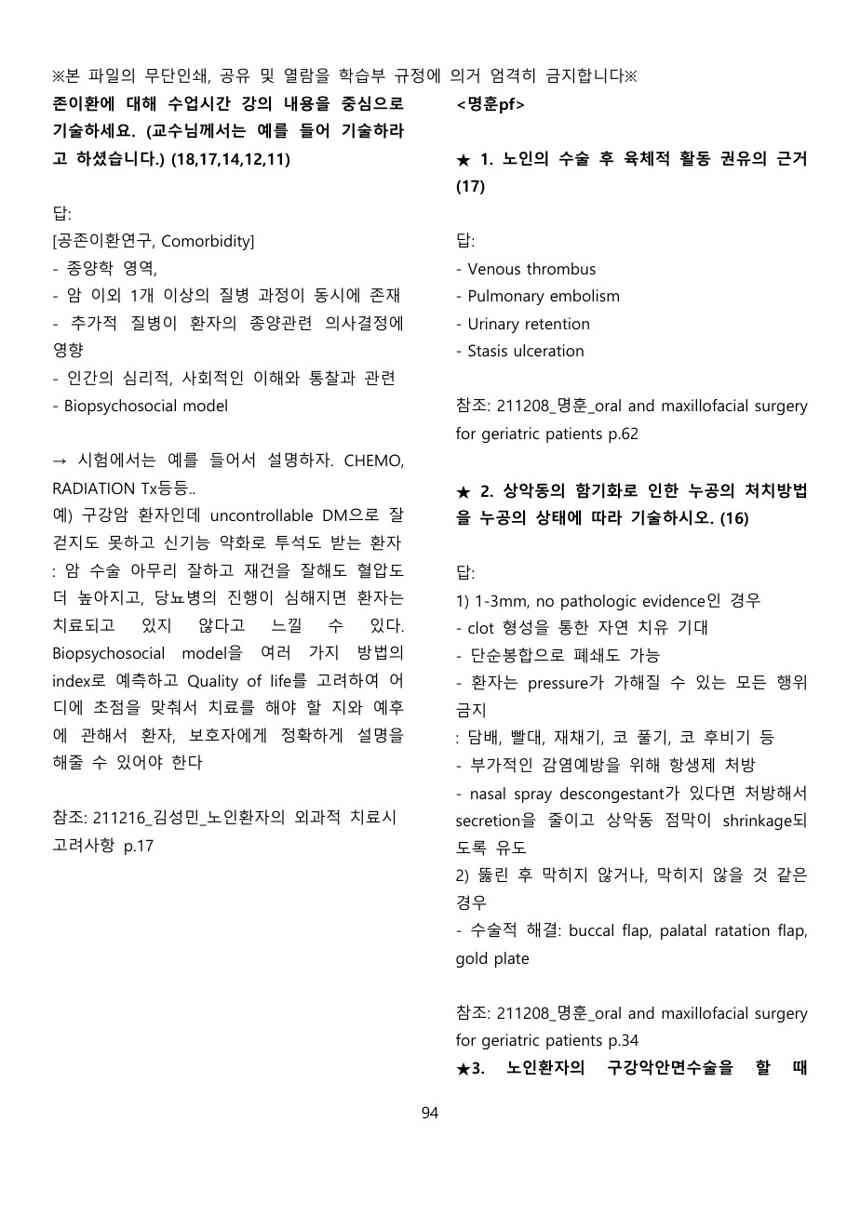 ※본 파일의 무단인쇄, 공유 및 열람을 학습부 규정에 의거 엄격히 금지합니다※
존이환에 대해 수업시간 강의 내용을 중심으로
기술하세요. (교수님께서는 예를 들어 기술하라
고 하셨습니다.) (18,17,14,12,11)
답:
[공존이환연구, Comorbidity]
- 종양학 영역,
- 암 이외 1개 이상의 질병 과정이 동시에 존재
- 추가적 질병이 환자의 종양관련 의사결정에
영향
- 인간의 심리적, 사회적인 이해와 통찰과 관련
- Biopsychosocial model
→ 시험에서는 예를 들어서 설명하자. CHEMO,
RADIATION Tx등등..
예) 구강암 환자인데 uncontrollable DM으로 잘
걷지도 못하고 신기능 약화로 투석도 받는 환자
: 암 수술 아무리 잘하고 재건을 잘해도 혈압도
더 높아지고, 당뇨병의 진행이 심해지면 환자는
치료되고 있지 않다고 느낄 수 있다.
Biopsychosocial model을 여러 가지 방법의
index로 예측하고 Quality of life를 고려하여 어
디에 초점을 맞춰서 치료를 해야 할 지와 예후
에 관해서 환자, 보호자에게 정확하게 설명을
해줄 수 있어야 한다
참조: 211216_김성민_노인환자의 외과적 치료시
고려사항 p.17
<명훈pf>
★ 1. 노인의 수술 후 육체적 활동 권유의 근거
(17)
답:
- Venous thrombus
- Pulmonary embolism
- Urinary retention
- Stasis ulceration
참조: 211208_명훈_oral and maxillofacial surgery
for geriatric patients p.62
★ 2. 상악동의 함기화로 인한 누공의 처치방법
을 누공의 상태에 따라 기술하시오. (16)
답:
1) 1-3mm, no pathologic evidence인 경우
- clot 형성을 통한 자연 치유 기대
- 단순봉합으로 폐쇄도 가능
- 환자는 pressure가 가해질 수 있는 모든 행위
금지
: 담배, 빨대, 재채기, 코 풀기, 코 후비기 등
- 부가적인 감염예방을 위해 항생제 처방
- nasal spray descongestant가 있다면 처방해서
secretion을 줄이고 상악동 점막이 shrinkage되
도록 유도
2) 뚫린 후 막히지 않거나, 막히지 않을 것 같은
경우
- 수술적 해결: buccal flap, palatal ratation flap,
gold plate
참조: 211208_명훈_oral and maxillofacial surgery
for geriatric patients p.34
★3. 노인환자의 구강악안면수술을 할 때
94